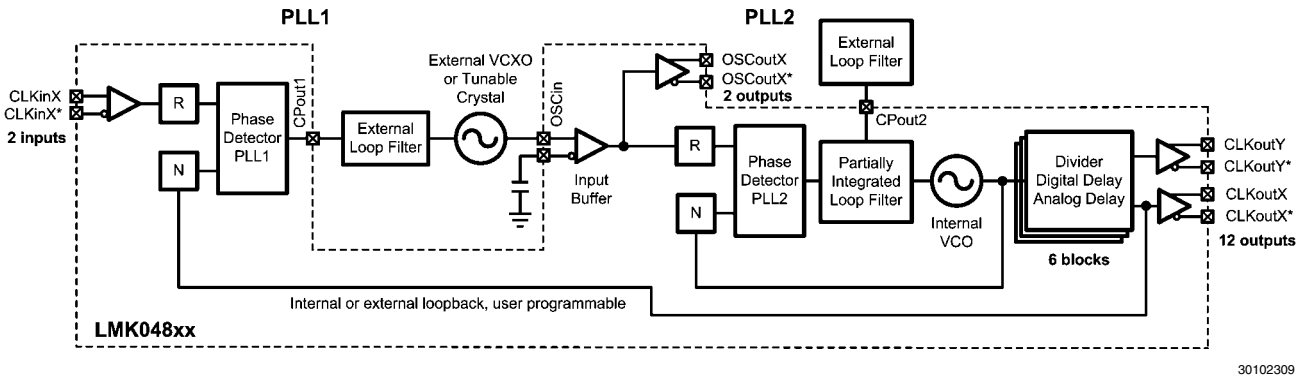 PLL1
PLL2
External VCXO
or Tunable
Crystal
External
Loop Filter
OSCoutX
OSCoutX*
2 outputs
CLKinX
CLKinX*
2 inputs
R
Phase
Detector
PLL1
N
CPout1
External
Loop Filter
OSCin
Input
Buffer
CPout2
R
N
Phase
Detector
PLL2
Partially
Integrated
Loop Filter
Internal
VCO
Divider
Digital Delay
Analog Delay
6 blocks
CLKoutY
CLKoutY*
CLKoutX
CLKoutX*
12 outputs
Internal or external loopback, user programmable
LMK048xx
30102309